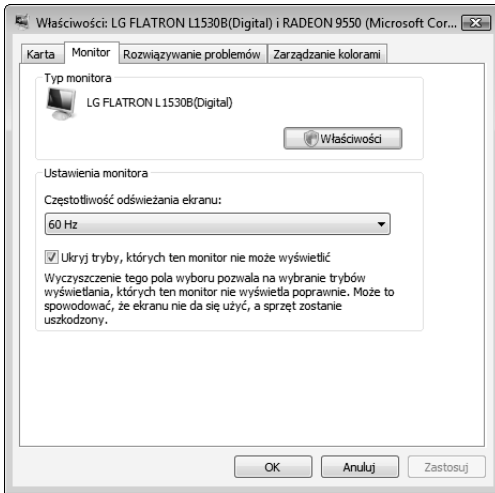 Właściwości: LG FLATRON L1530B(Digital) i RADEON 9550 (Microsoft Cor...
Karta Monitor Rozwiązywanie problemów Zarządzanie kolorami
Typ monitora
LG FLATRON L1530B(Digital)
Właściwości
Ustawienia monitora
Częstotliwość odświeżania ekranu:
60 Hz
Ukryj tryby, których ten monitor nie może wyświetlić
Wyczyszczenie tego pola wyboru pozwala na wybranie trybów
wyświetlania, których ten monitor nie wyświetla poprawnie. Może to
spowodować, że ekranu nie da się użyć, a sprzęt zostanie
uszkodzony.
OK Anuluj Zastosuj